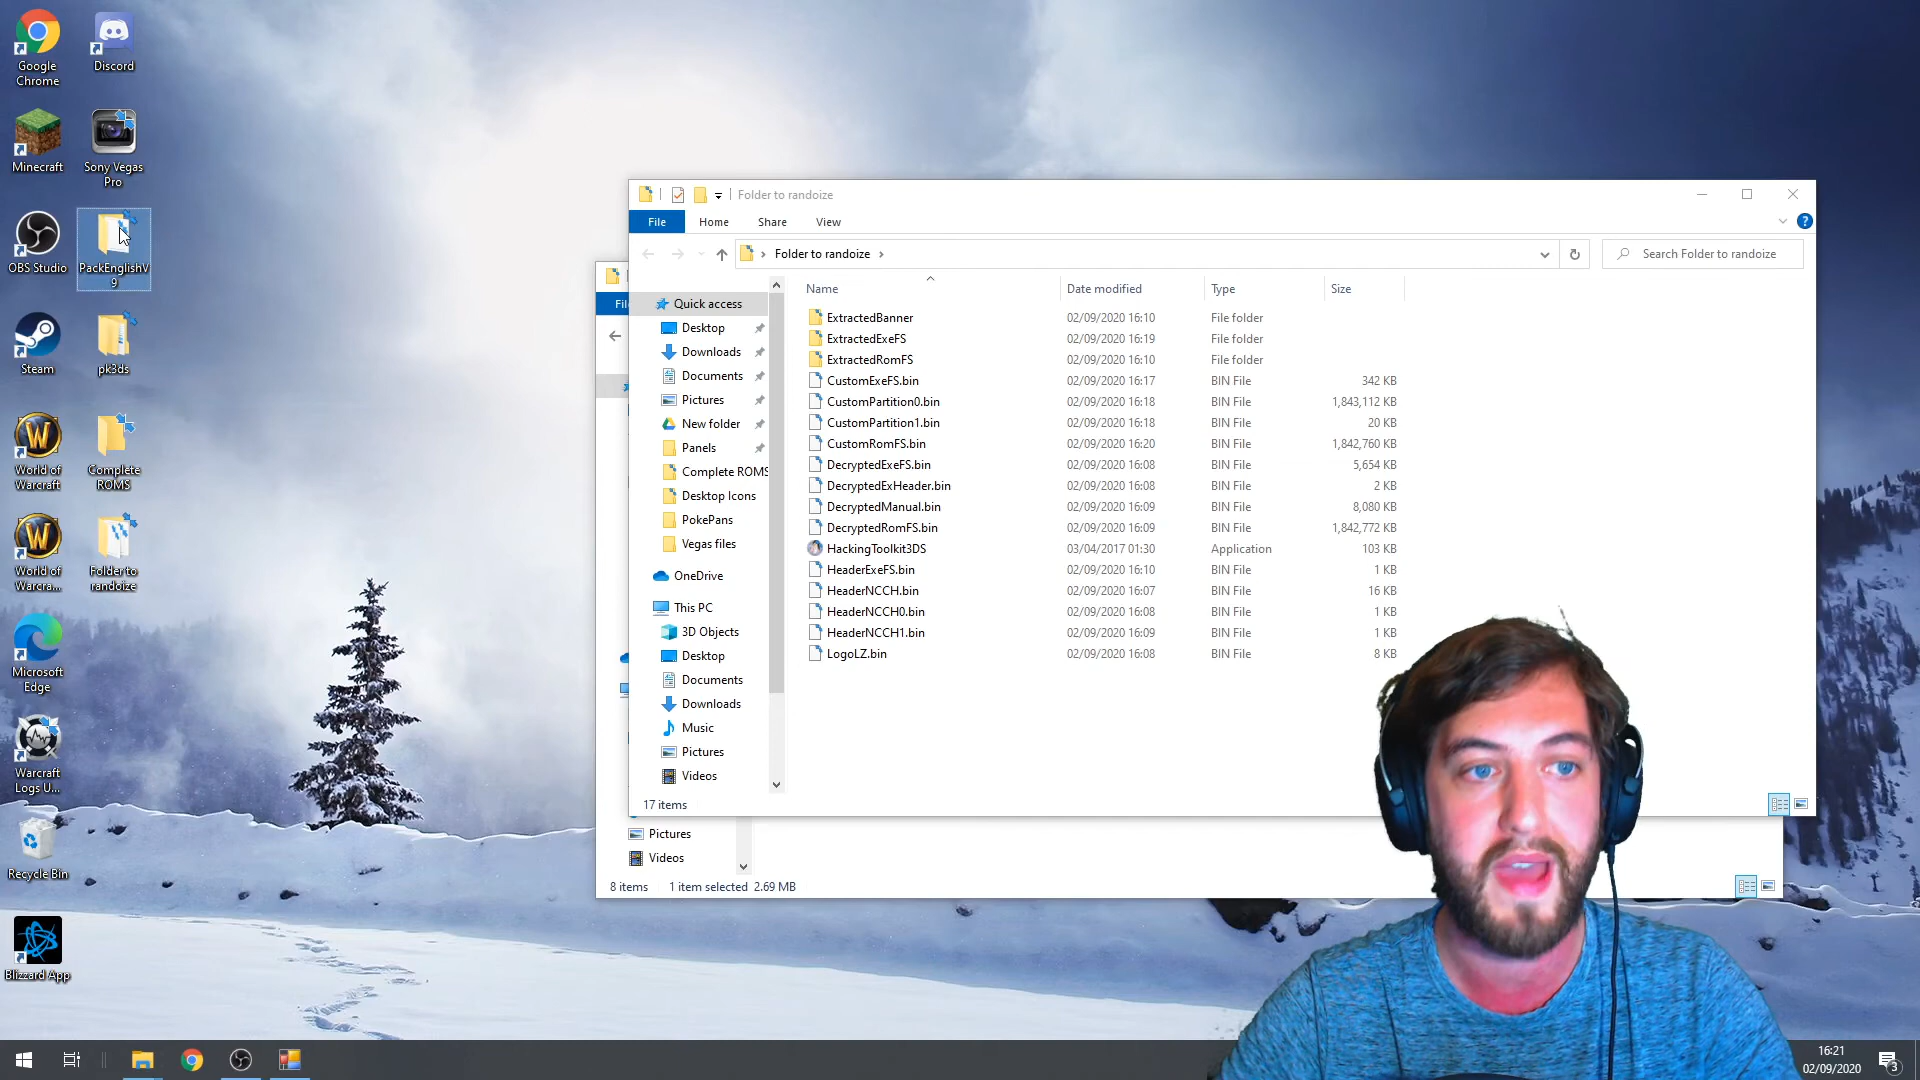 Google
Chrome
Discord
Minecraft
Sony Vegas
Pro
OBS Studio
PackEnglishV
9
Steam
pk3ds
World of
Warcraft
Complete
ROMS
World of
Warcra...
Folder to
randoize
Microsoft
Edge
Warcraft
Logs U...
Recycle Bin
Blizzard App
Folder to randoize
File
Home
Share
View
Folder to randoize
Search Folder to randoize
Name
Date modified
Type
Size
Quick access
Desktop
Downloads
Documents
Pictures
New folder
Panels
Complete ROMS
Desktop Icons
PokePans
Vegas files
OneDrive
This PC
3D Objects
Desktop
Documents
Downloads
Music
Pictures
Videos
ExtractedBanner 02/09/2020 16:10 File folder
ExtractedExeFS 02/09/2020 16:19 File folder
ExtractedRomFS 02/09/2020 16:10 File folder
CustomExeFS.bin 02/09/2020 16:17 BIN File 342 KB
CustomPartition0.bin 02/09/2020 16:18 BIN File 1,843,112 KB
CustomPartition1.bin 02/09/2020 16:18 BIN File 20 KB
CustomRomFS.bin 02/09/2020 16:20 BIN File 1,842,760 KB
DecryptedExeFS.bin 02/09/2020 16:08 BIN File 5,654 KB
DecryptedExHeader.bin 02/09/2020 16:08 BIN File 2 KB
DecryptedManual.bin 02/09/2020 16:09 BIN File 8,080 KB
DecryptedRomFS.bin 02/09/2020 16:09 BIN File 1,842,772 KB
HackingToolkit3DS 03/04/2017 01:30 Application 103 KB
HeaderExeFS.bin 02/09/2020 16:10 BIN File 1 KB
HeaderNCCH.bin 02/09/2020 16:07 BIN File 16 KB
HeaderNCCH0.bin 02/09/2020 16:08 BIN File 1 KB
HeaderNCCH1.bin 02/09/2020 16:09 BIN File 1 KB
LogoLZ.bin 02/09/2020 16:08 BIN File 8 KB
17 items
Fil
Pictures
Videos
8 items 1 item selected 2.69 MB
16:21
02/09/2020
3